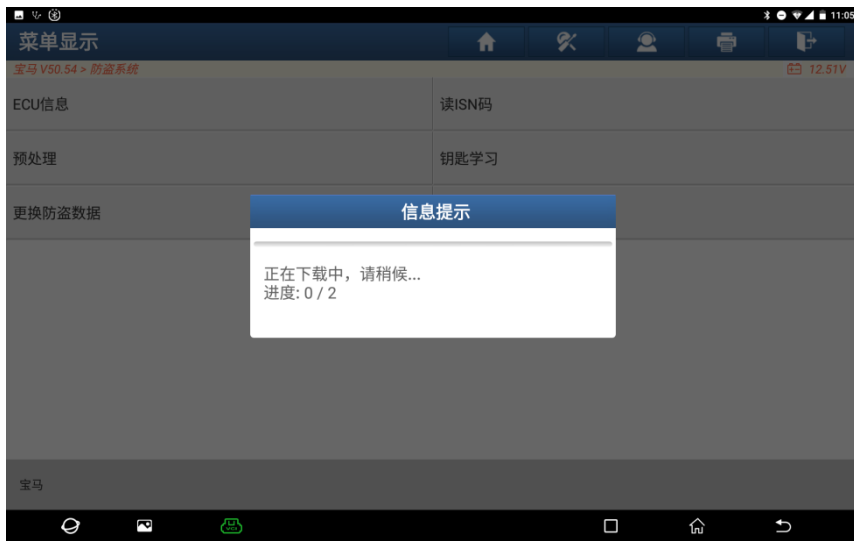 11:05
菜单显示
宝马 V50.54 > 防盗系统
12.51V
ECU信息
读ISN码
预处理
钥匙学习
更换防盗数据
信息提示
正在下载中，请稍候...
进度: 0 / 2
宝马
VCI